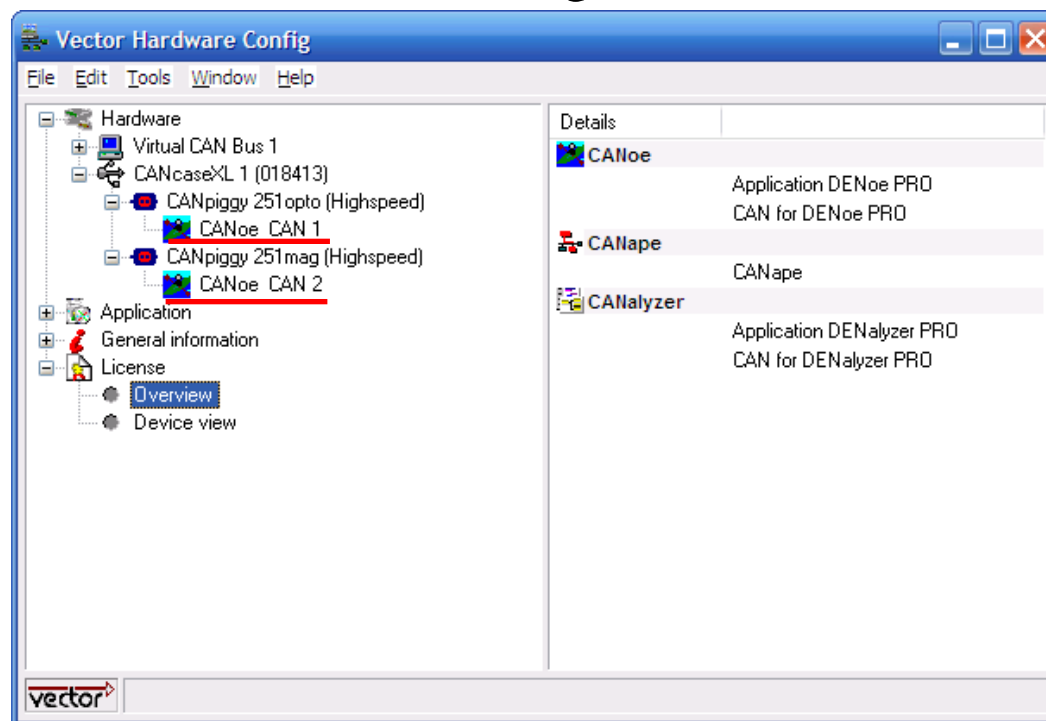 Vector Hardware Config
File Edit Tools Window Help
Hardware
Virtual CAN Bus 1
CANcaseXL 1 (018413)
CANpiggy 251opto (Highspeed)
CANoe CAN 1
CANpiggy 251mag (Highspeed)
CANoe CAN 2
Application
General information
License
Overview
Device view
Details
CANoe
Application DENoe PRO
CAN for DENoe PRO
CANape
CANape
CANalyzer
Application DENalyzer PRO
CAN for DENalyzer PRO
vector